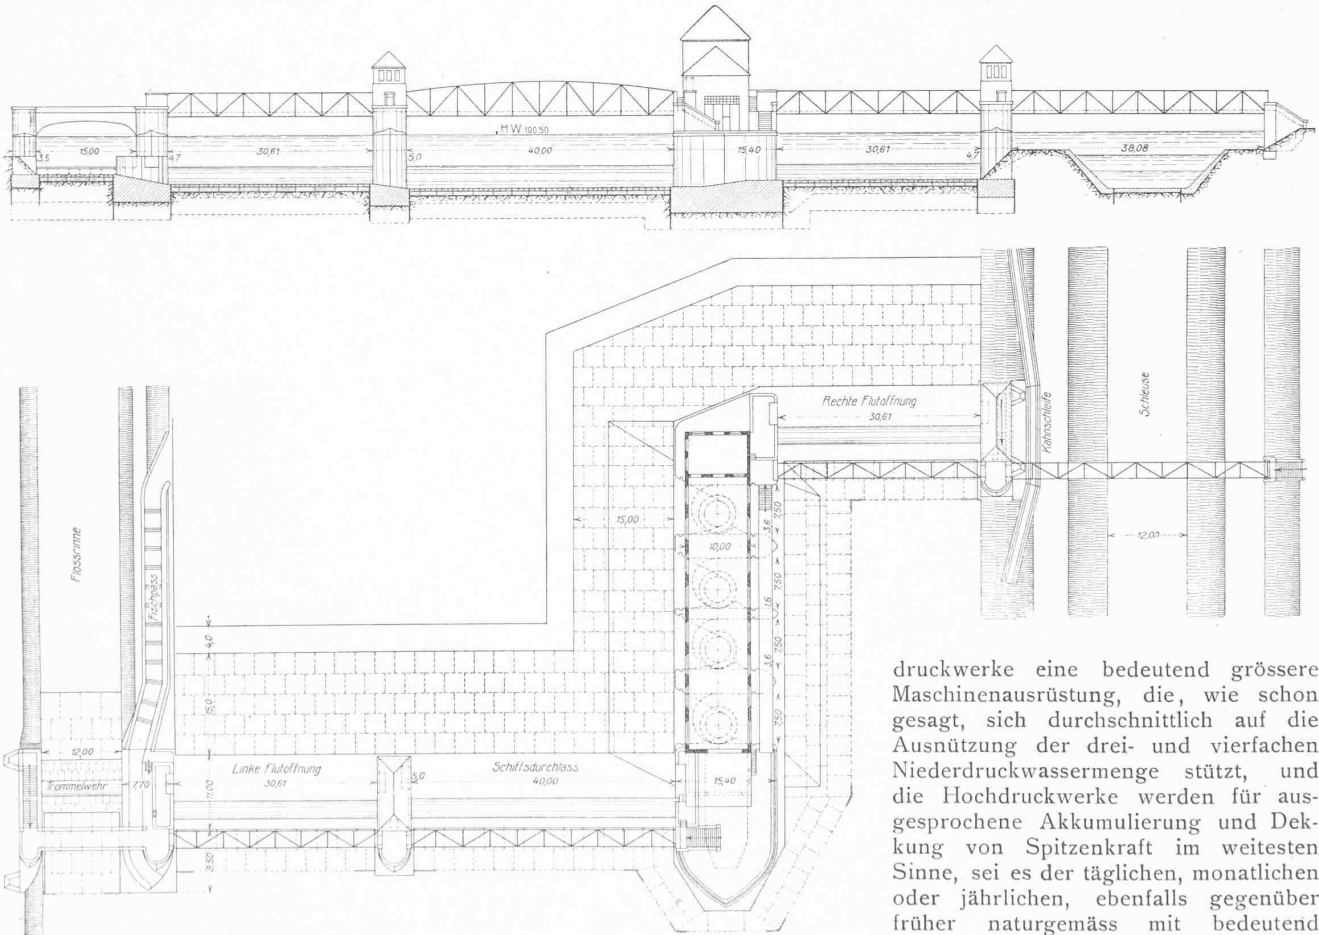 HW 100.50
3,5 15,00 4,7 30,61 5,0 40,00 15,40 30,61 4,7 38,08
Rechte Flutöffnung
30,61
Kahnschleife
Schleuse
12,00
Flossrinne
Fischpass
15,00
10,00
7,50
3,6
7,50
1,6
7,50
3,6
7,50
4,0
15,0
12,00
Trommelwehr
7,70
Linke Flutöffnung
30,61
11,00
5,0
Schiffsdurchlass
40,00
15,40
druckwerke eine bedeutend grössere
Maschinenausrüstung, die, wie schon
gesagt, sich durchschnittlich auf die
Ausnützung der drei- und vierfachen
Niederdruckwassermenge stützt, und
die Hochdruckwerke werden für aus-
gesprochene Akkumulierung und Dek-
kung von Spitzenkraft im weitesten
Sinne, sei es der täglichen, monatlichen
oder jährlichen, ebenfalls gegenüber
früher naturgemäss mit bedeutend